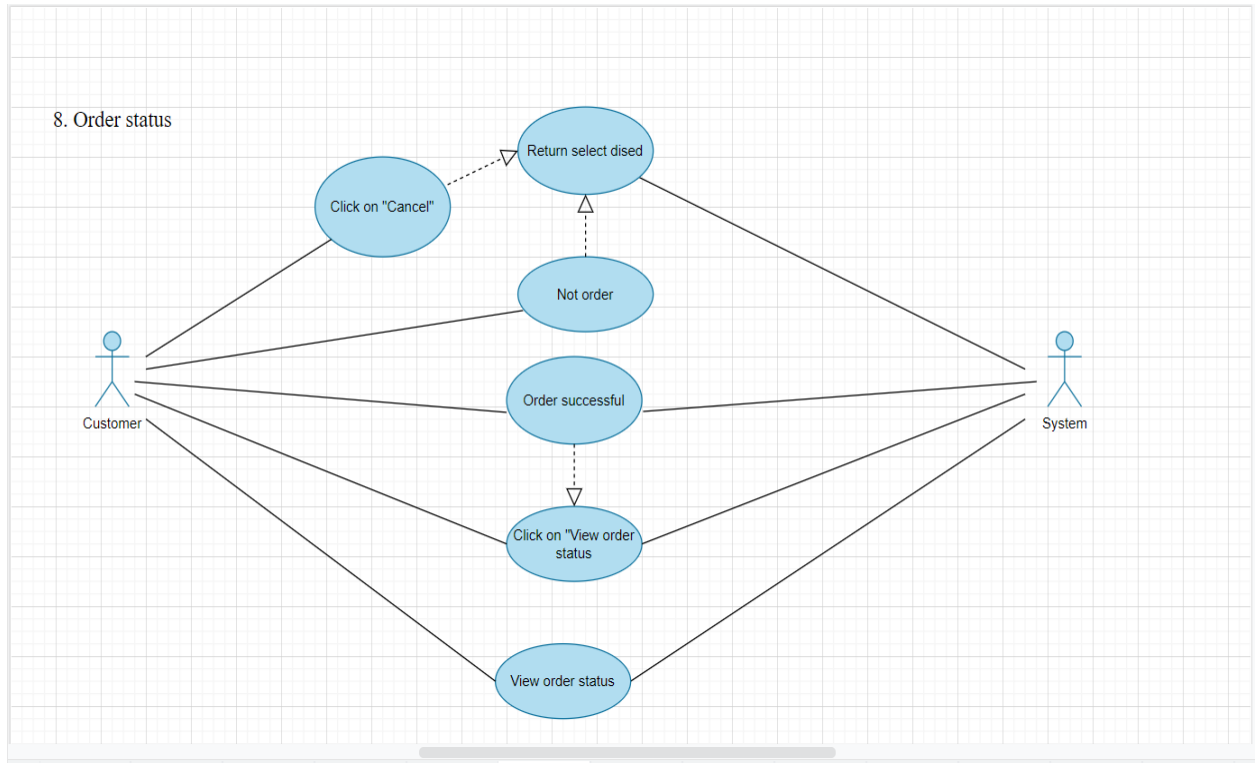 8. Order status
Return select dised
Click on "Cancel"
Not order
Order successful
Customer
System
Click on "View order
status
View order status